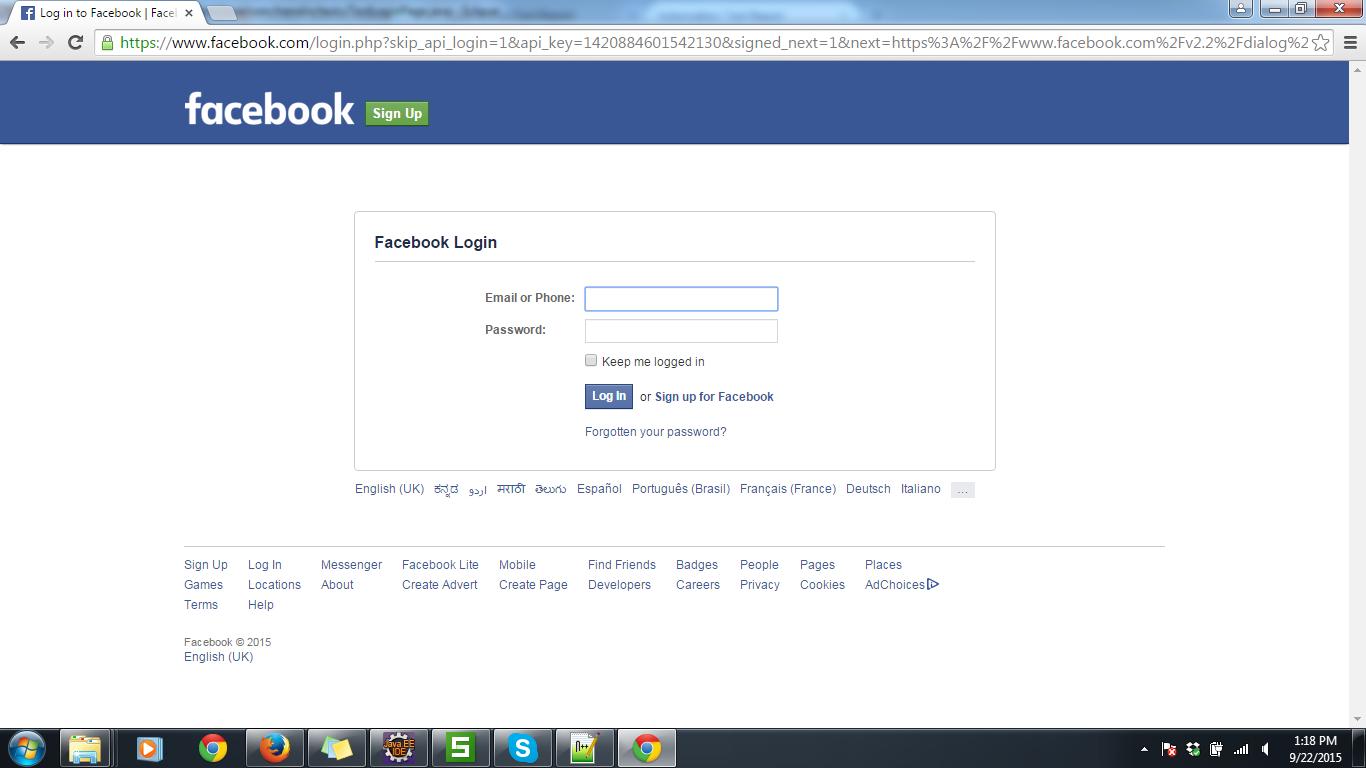 Log in to Facebook | Facel
https://www.facebook.com/login.php?skip_api_login=1&api_key=1420884601542130&signed_next=1&next=https%3A%2F%2Fwww.facebook.com%2Fv2.2%2Fdialog%2
facebook Sign Up
Facebook Login
Email or Phone:
Password:
Keep me logged in
Log In or Sign up for Facebook
Forgotten your password?
English (UK) ಕನ್ನಡ اردو मराठी తెలుగు Español Português (Brasil) Français (France) Deutsch Italiano ...
Sign Up Log In Messenger Facebook Lite Mobile Find Friends Badges People Pages Places
Games Locations About Create Advert Create Page Developers Careers Privacy Cookies AdChoices
Terms Help
Facebook © 2015
English (UK)
Java EE
IDE
1:18 PM
9/22/2015